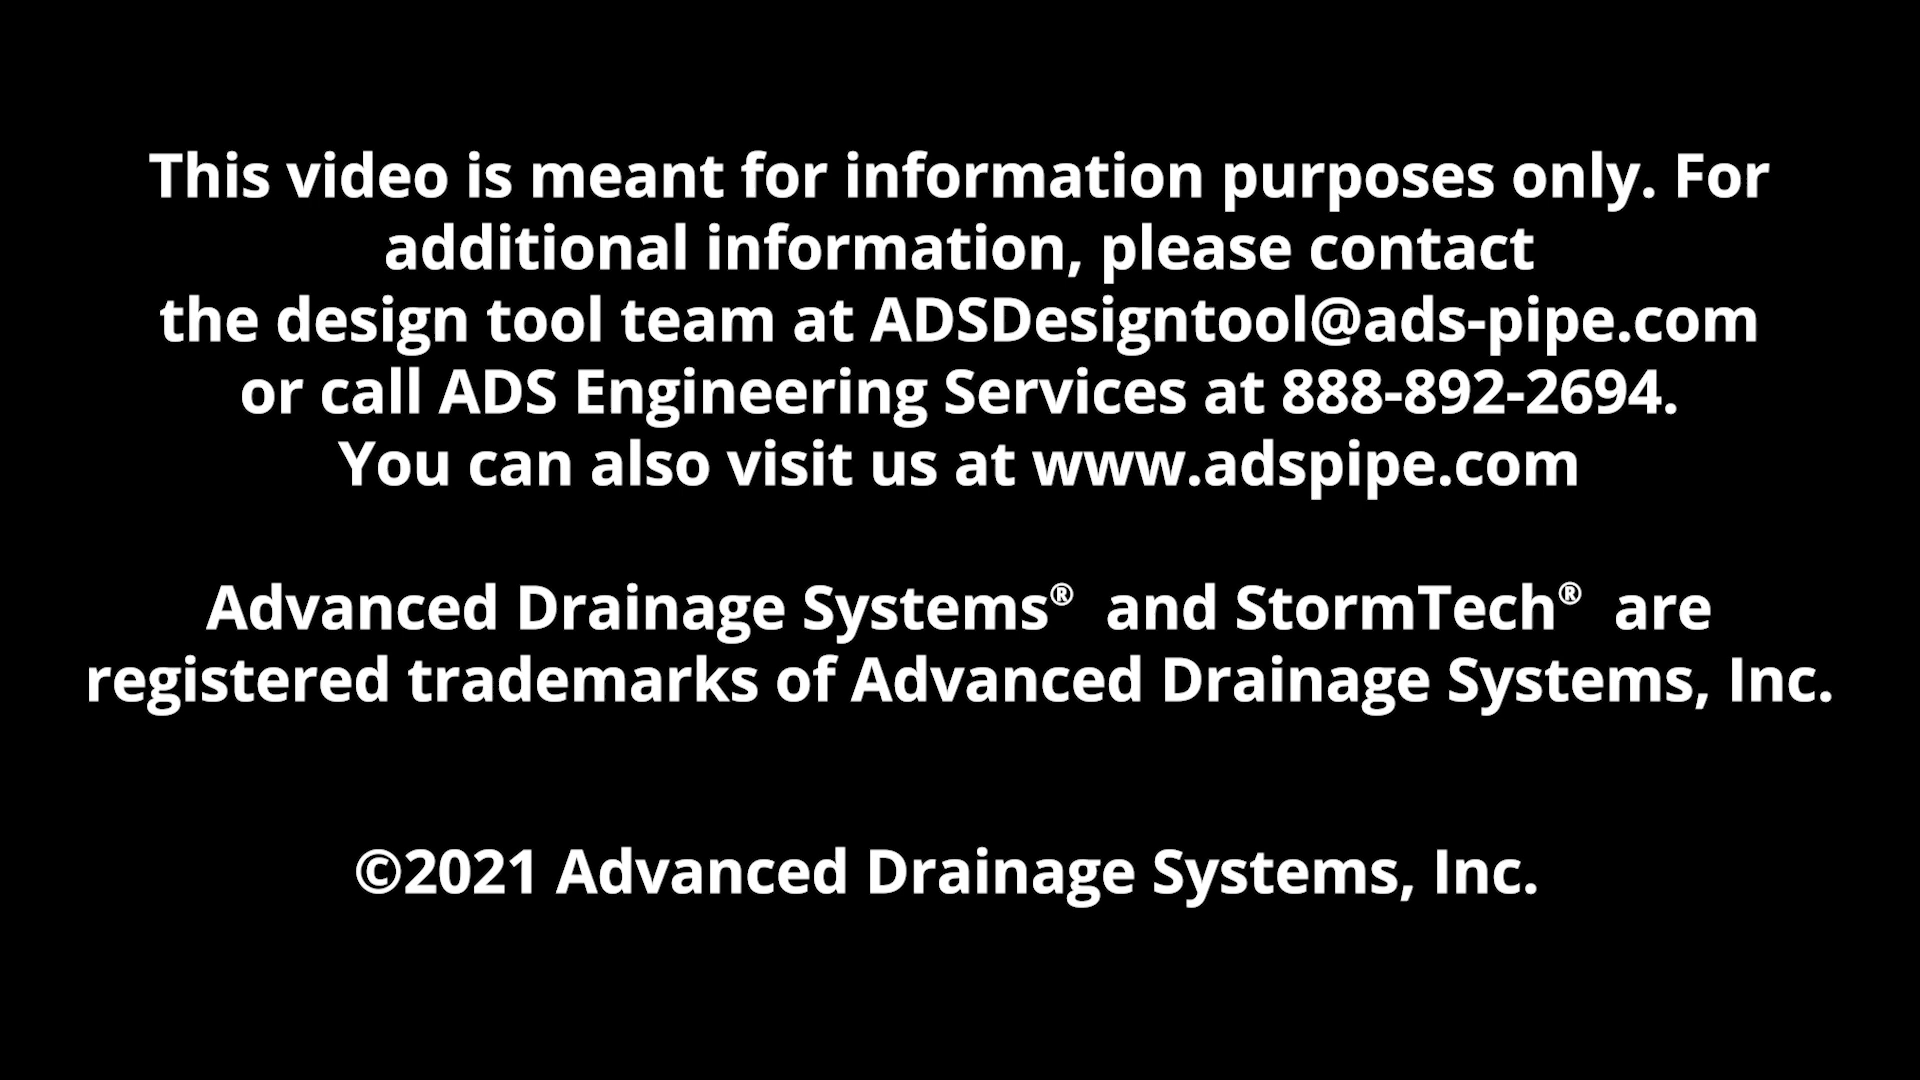 This video is meant for information purposes only. For
additional information, please contact
the design tool team at ADSDesigntool@ads-pipe.com
or call ADS Engineering Services at 888-892-2694.
You can also visit us at www.adspipe.com
Advanced Drainage Systems® and StormTech® are
registered trademarks of Advanced Drainage Systems, Inc.
©2021 Advanced Drainage Systems, Inc.